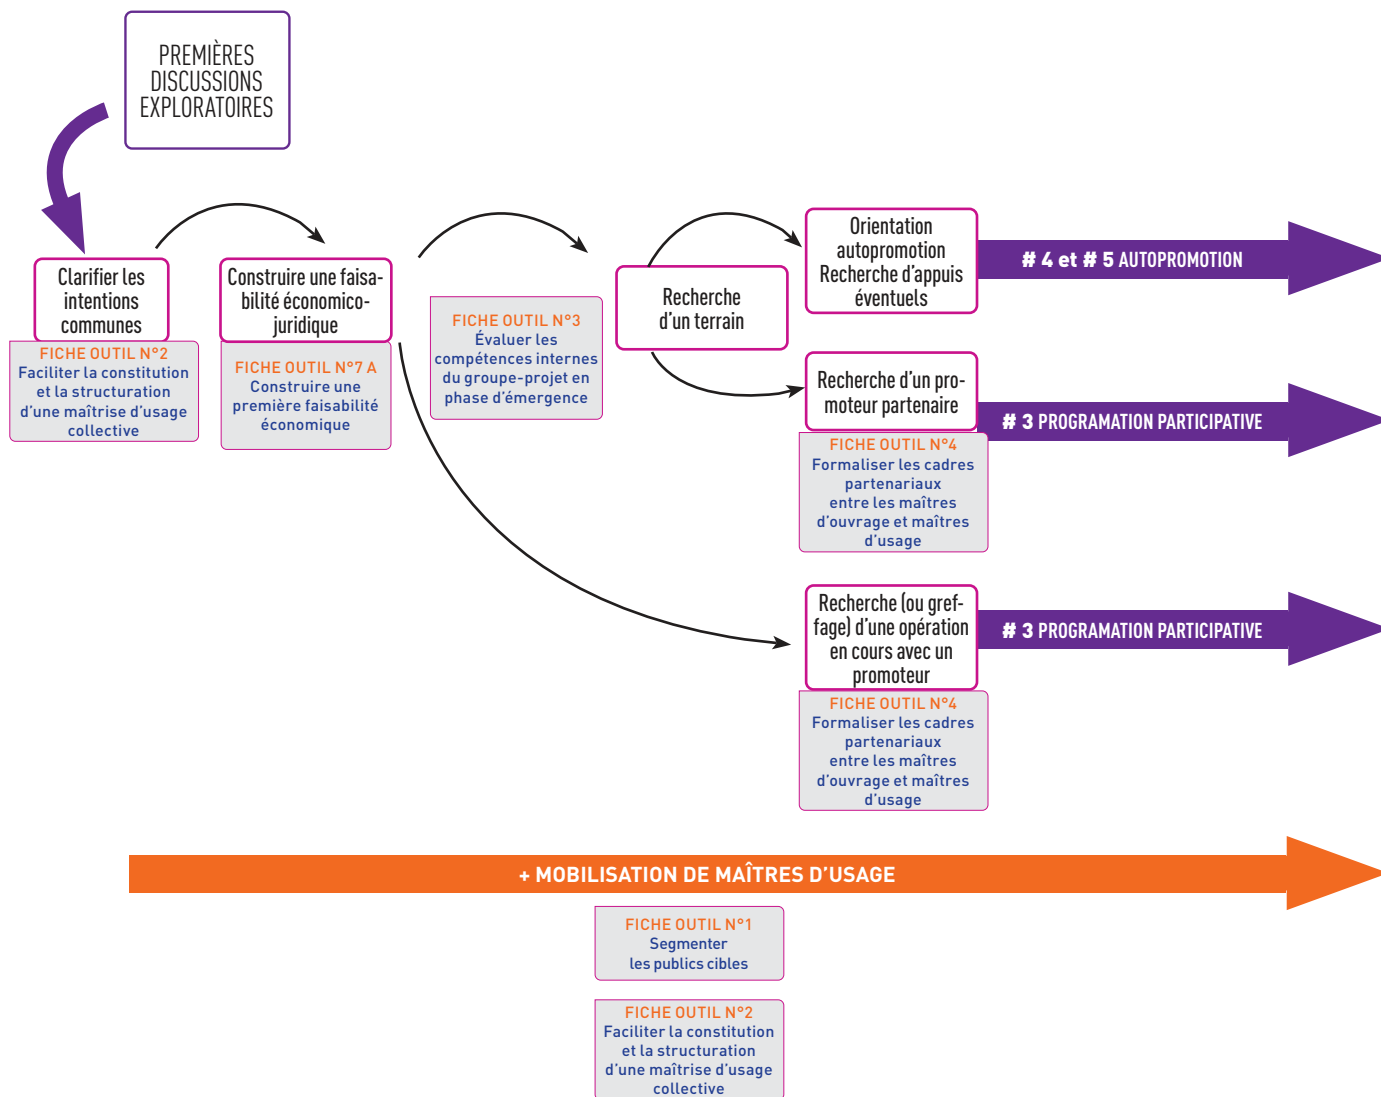 PREMIÈRES
DISCUSSIONS
EXPLORATOIRES
Clarifier les
intentions
communes
FICHE OUTIL N°2
Faciliter la constitution
et la structuration
d'une maîtrise d'usage
collective
Construire une faisa-
bilité économico-
juridique
FICHE OUTIL N°7 A
Construire une
première faisabilité
économique
FICHE OUTIL N°3
Évaluer les
compétences internes
du groupe-projet en
phase d'émergence
Recherche
d'un terrain
Orientation
autopromotion
Recherche d'appuis
éventuels
# 4 et # 5 AUTOPROMOTION
Recherche d'un pro-
moteur partenaire
# 3 PROGRAMATION PARTICIPATIVE
FICHE OUTIL N°4
Formaliser les cadres
partenariaux
entre les maîtres
d'ouvrage et maîtres
d'usage
Recherche (ou gref-
fage) d'une opération
en cours avec un
promoteur
# 3 PROGRAMATION PARTICIPATIVE
FICHE OUTIL N°4
Formaliser les cadres
partenariaux
entre les maîtres
d'ouvrage et maîtres
d'usage
+ MOBILISATION DE MAÎTRES D'USAGE
FICHE OUTIL N°1
Segmenter
les publics cibles
FICHE OUTIL N°2
Faciliter la constitution
et la structuration
d'une maîtrise d'usage
collective